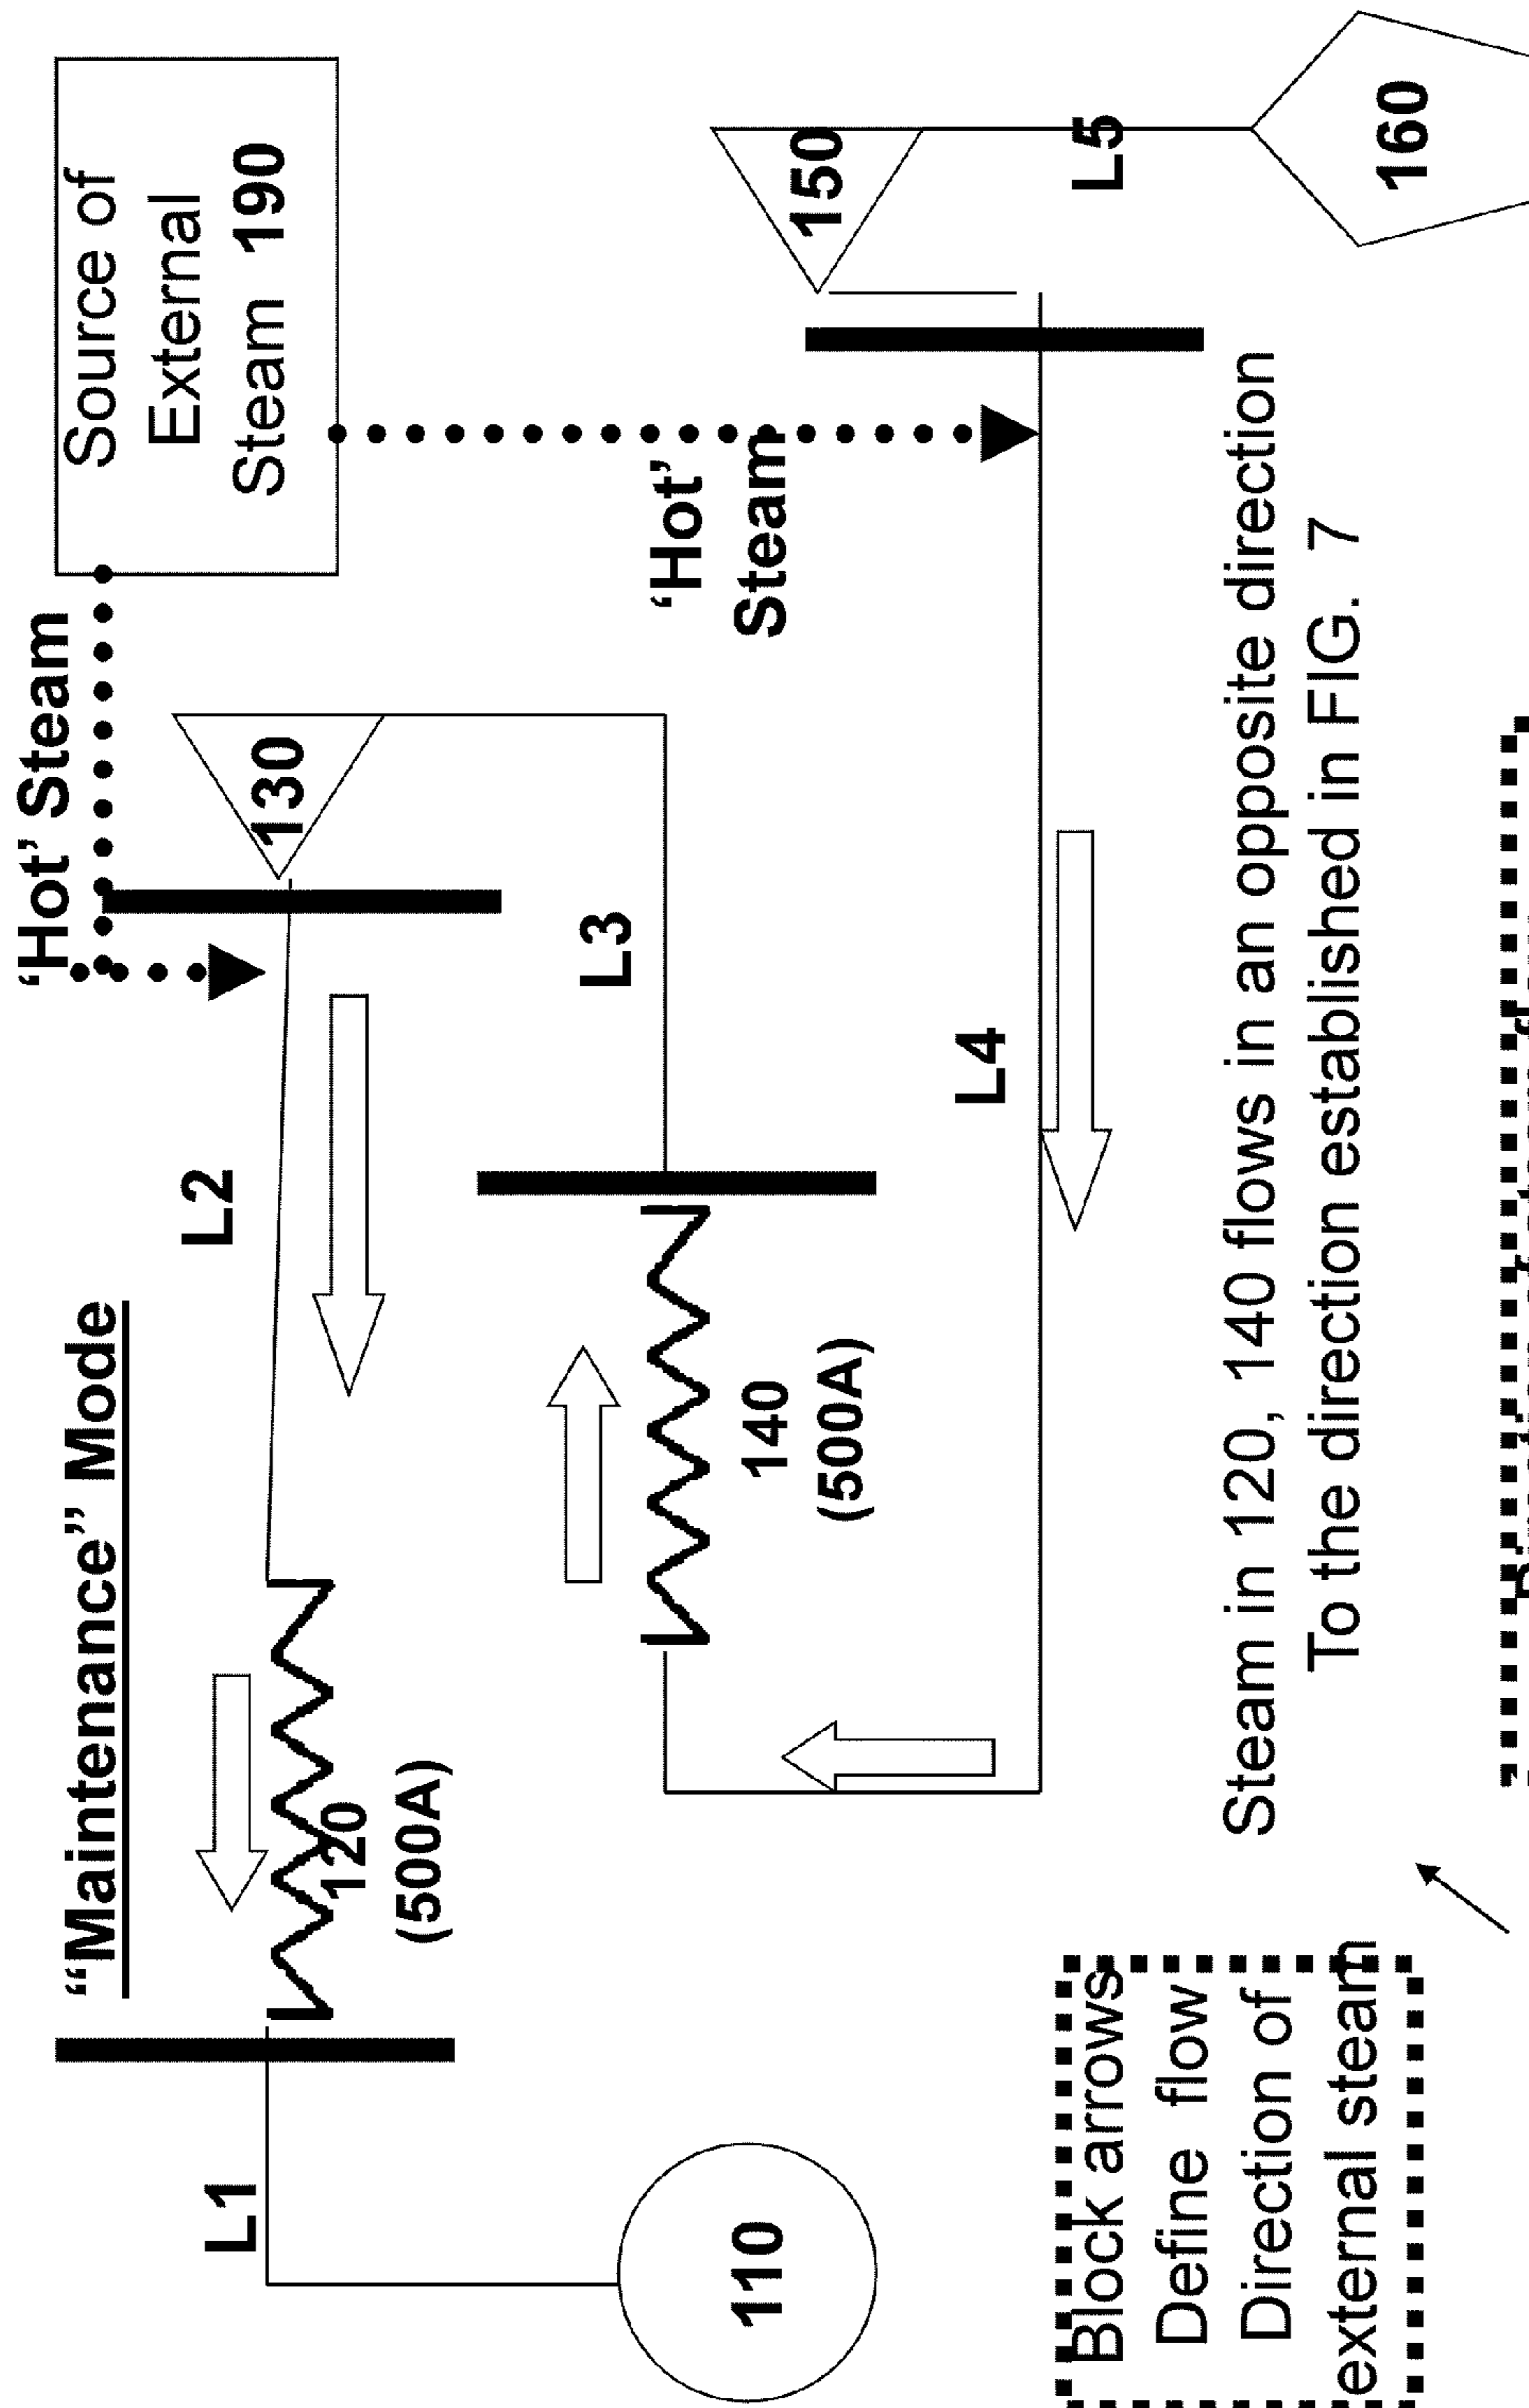 “Maintenance” Mode
‘Hot’ Steam
Source of
External
Steam 190
L1
L2
130
120
(500A)
L3
‘Hot’
Steam
150
110
140
(500A)
L4
L5
160
Block arrows
Define flow
Direction of
external steam
Steam in 120, 140 flows in an opposite direction
To the direction established in FIG. 7